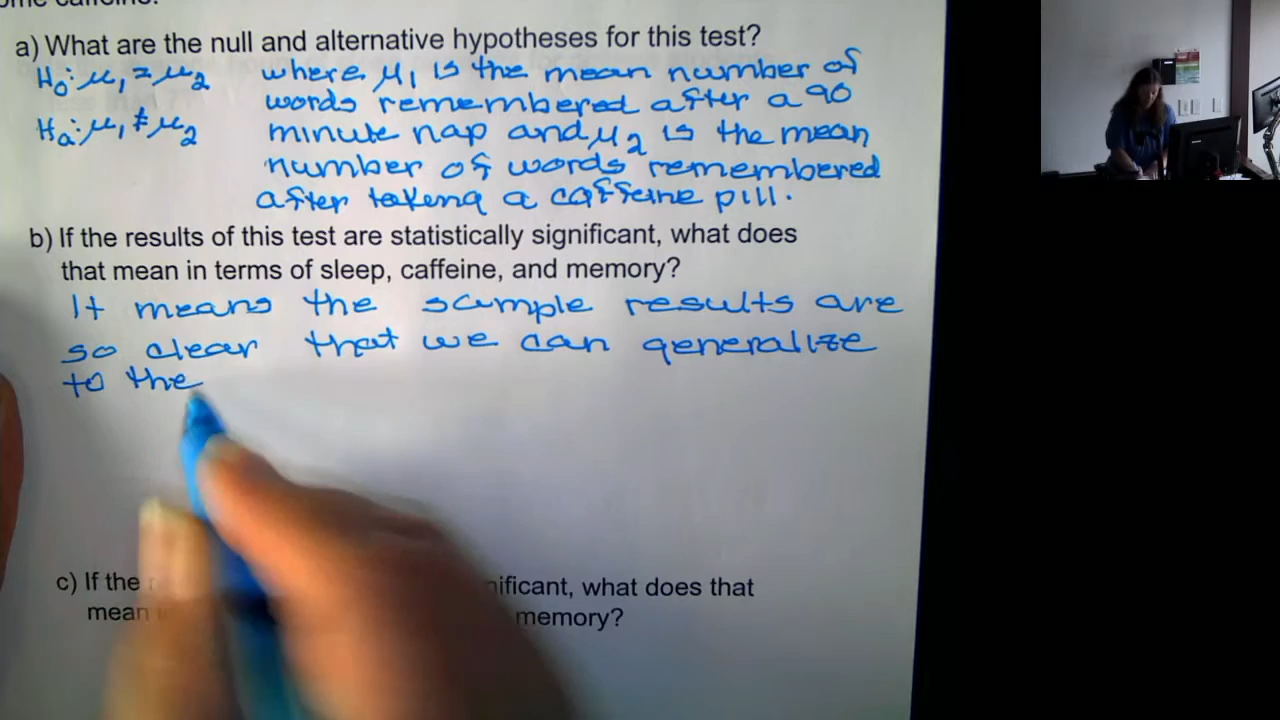 some caffeine.
a) What are the null and alternative hypotheses for this test?
H₀: μ₁ = μ₂ where μ₁ is the mean number of
words remembered after a 90
Hₐ: μ₁ ≠ μ₂ minute nap and μ₂ is the mean
number of words remembered
after taking a caffeine pill.
b) If the results of this test are statistically significant, what does
that mean in terms of sleep, caffeine, and memory?
It means the sample results are
so clear that we can generalize
to the
c) If the nificant, what does that
mean memory?